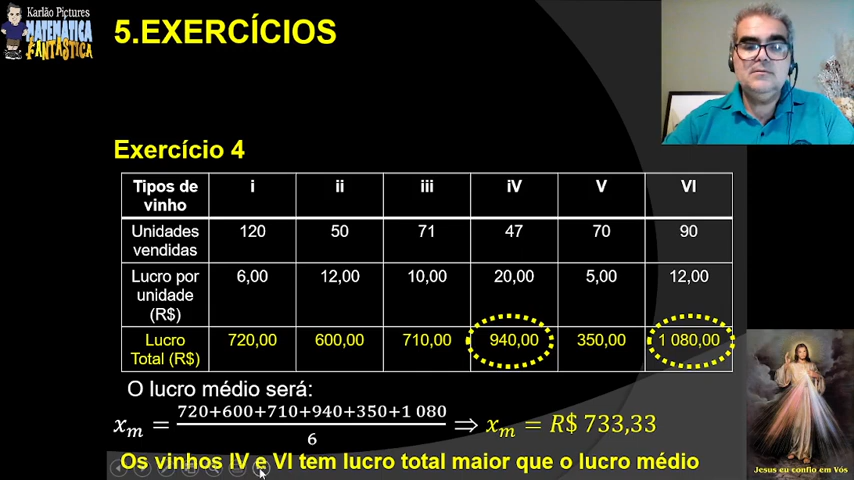 Karlão Pictures
MATEMÁTICA
FANTÁSTICA
5.EXERCÍCIOS
Exercício 4
Tipos de vinho i ii iii iV V VI
Unidades vendidas 120 50 71 47 70 90
Lucro por unidade (R$) 6,00 12,00 10,00 20,00 5,00 12,00
Lucro Total (R$) 720,00 600,00 710,00 940,00 350,00 1 080,00
O lucro médio será:
xₘ = (720+600+710+940+350+1 080)/6 ⇒ xₘ = R$ 733,33
Os vinhos IV e VI tem lucro total maior que o lucro médio
Jesus eu confio em Vós